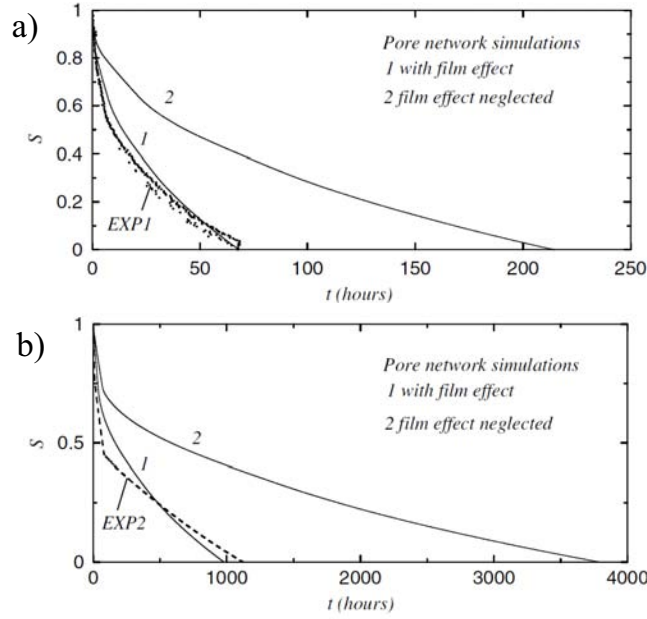 a)
1
0.8
0.6
0.4
0.2
0
S
Pore network simulations
1 with film effect
2 film effect neglected
2
1
EXP1
0 50 100 150 200 250
t (hours)
b)
1
0.5
0
S
Pore network simulations
1 with film effect
2 film effect neglected
2
1
EXP2
0 1000 2000 3000 4000
t (hours)